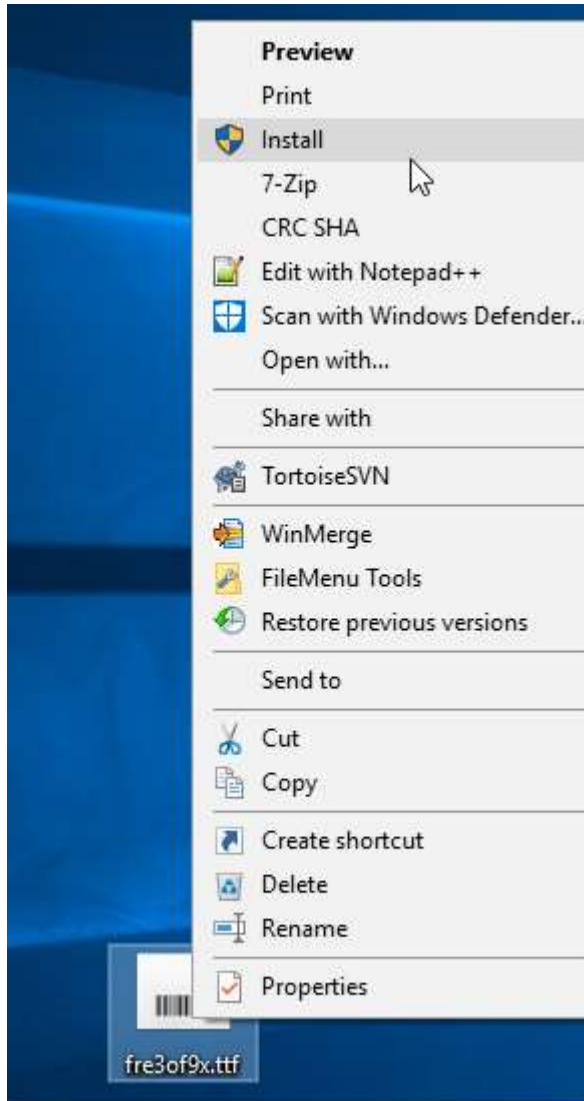 Preview
Print
Install
7-Zip
CRC SHA
Edit with Notepad++
Scan with Windows Defender...
Open with...
Share with
TortoiseSVN
WinMerge
FileMenu Tools
Restore previous versions
Send to
Cut
Copy
Create shortcut
Delete
Rename
Properties
fre3of9x.ttf